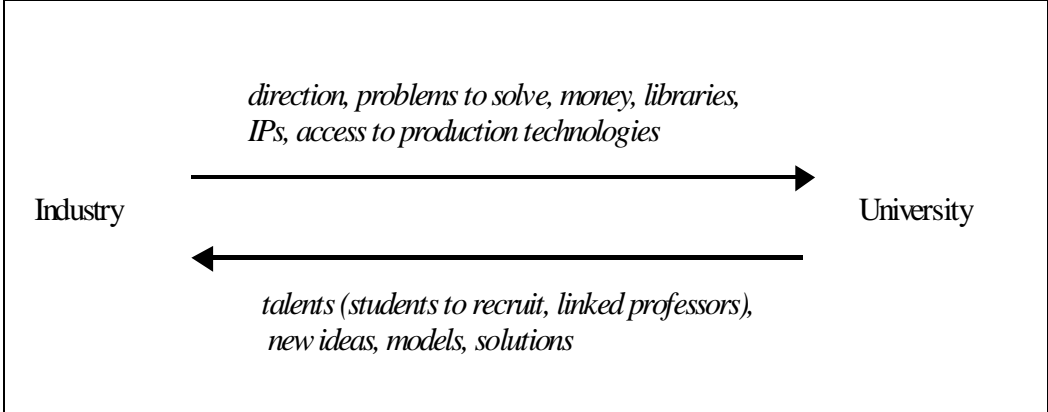 direction, problems to solve, money, libraries,
IPs, access to production technologies
Industry
University
talents (students to recruit, linked professors),
new ideas, models, solutions